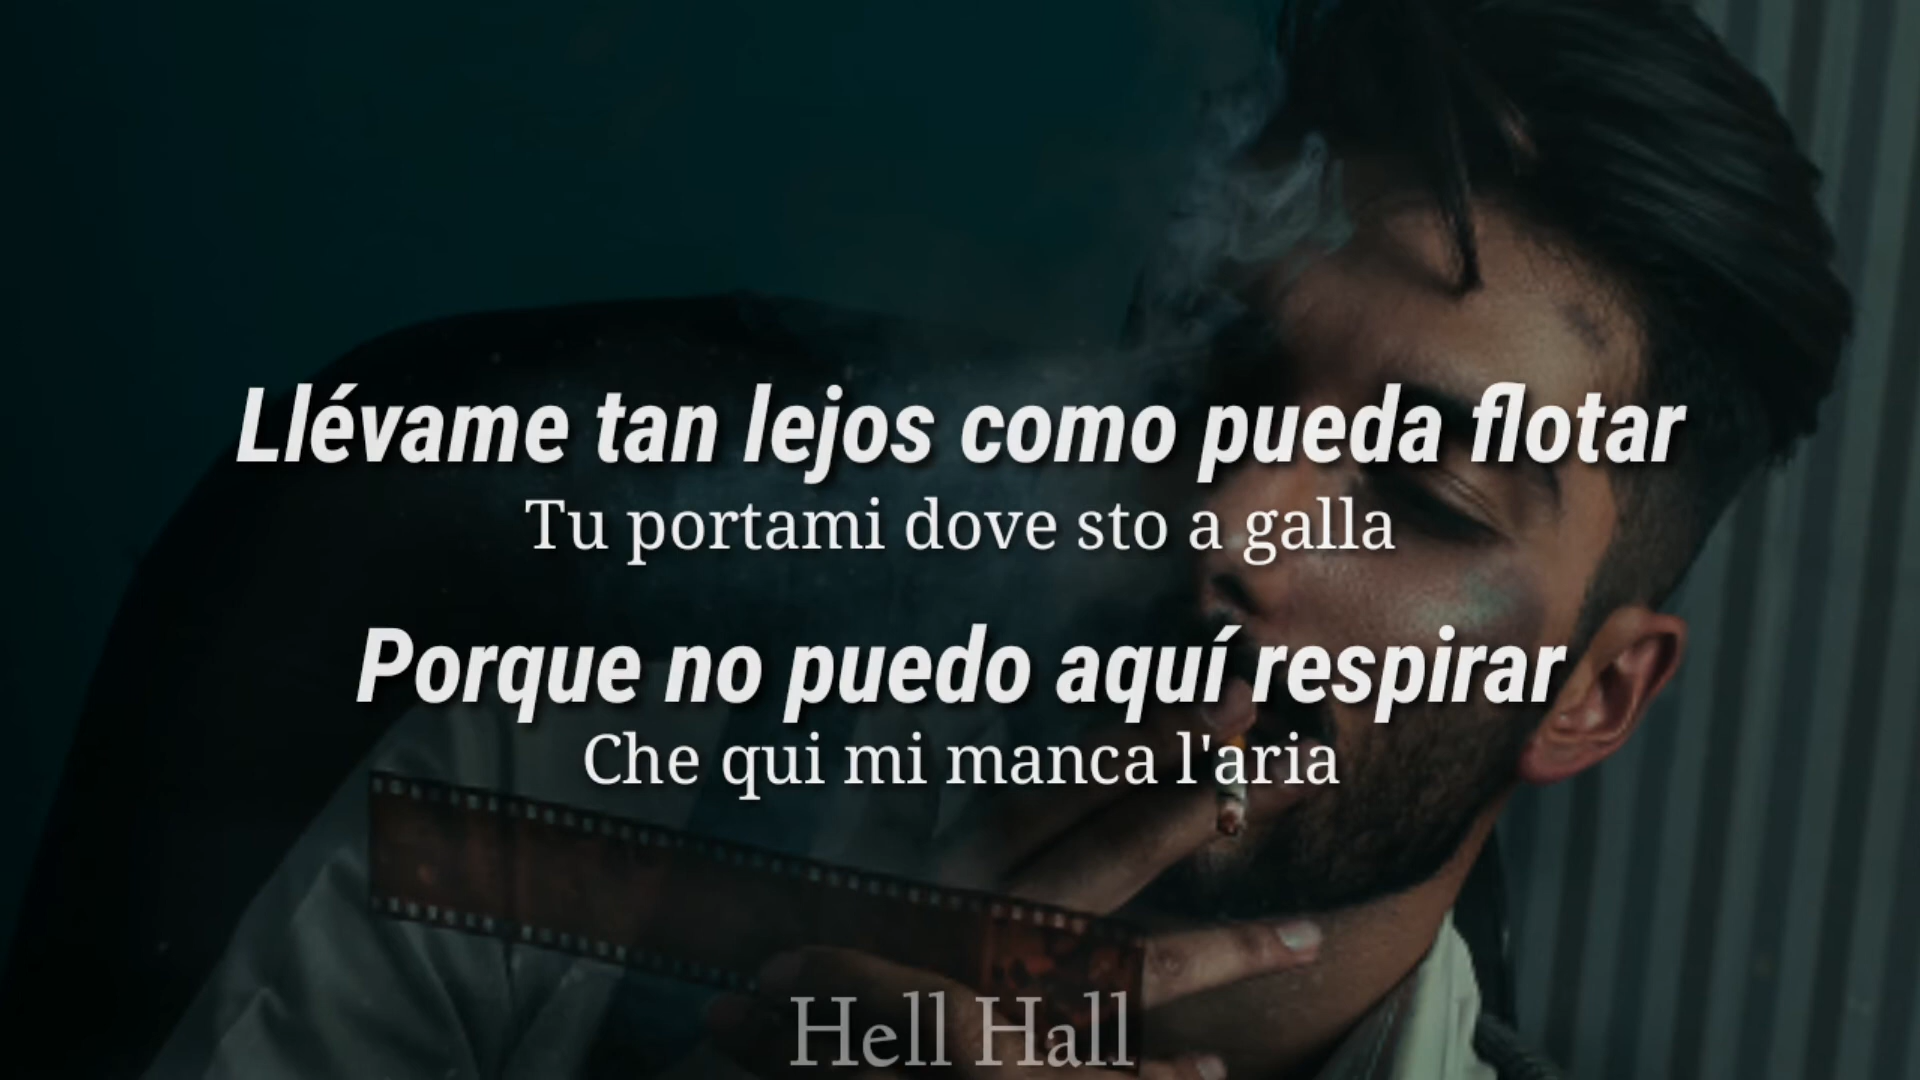 Llévame tan lejos como pueda flotar
Tu portami dove sto a galla
Porque no puedo aquí respirar
Che qui mi manca l'aria
Hell Hall